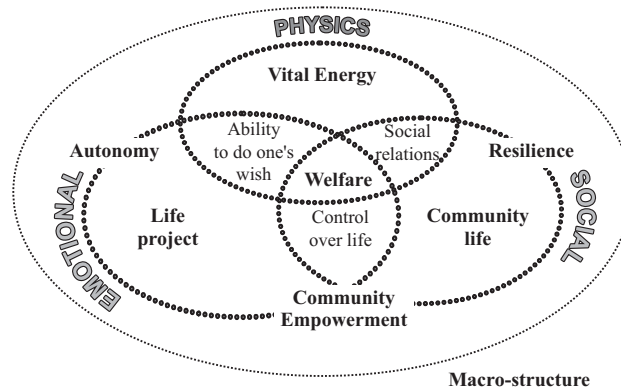 PHYSICS
Vital Energy
Ability
to do one's
wish
Social
relations
Autonomy
Resilience
Welfare
EMOTIONAL
SOCIAL
Life
project
Control
over life
Community
life
Community
Empowerment
Macro-structure